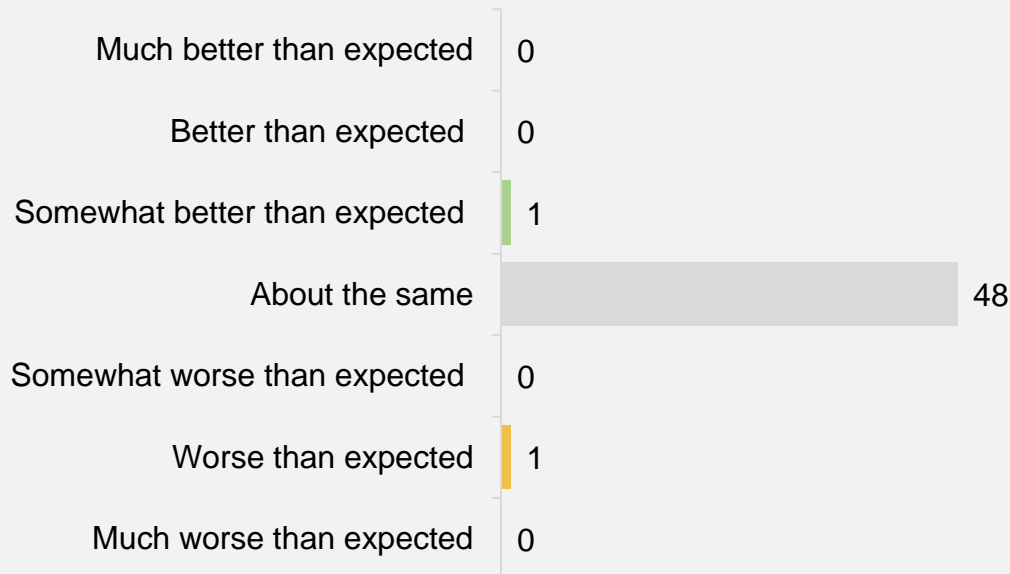 Much better than expected 0
Better than expected 0
Somewhat better than expected 1
About the same 48
Somewhat worse than expected 0
Worse than expected 1
Much worse than expected 0